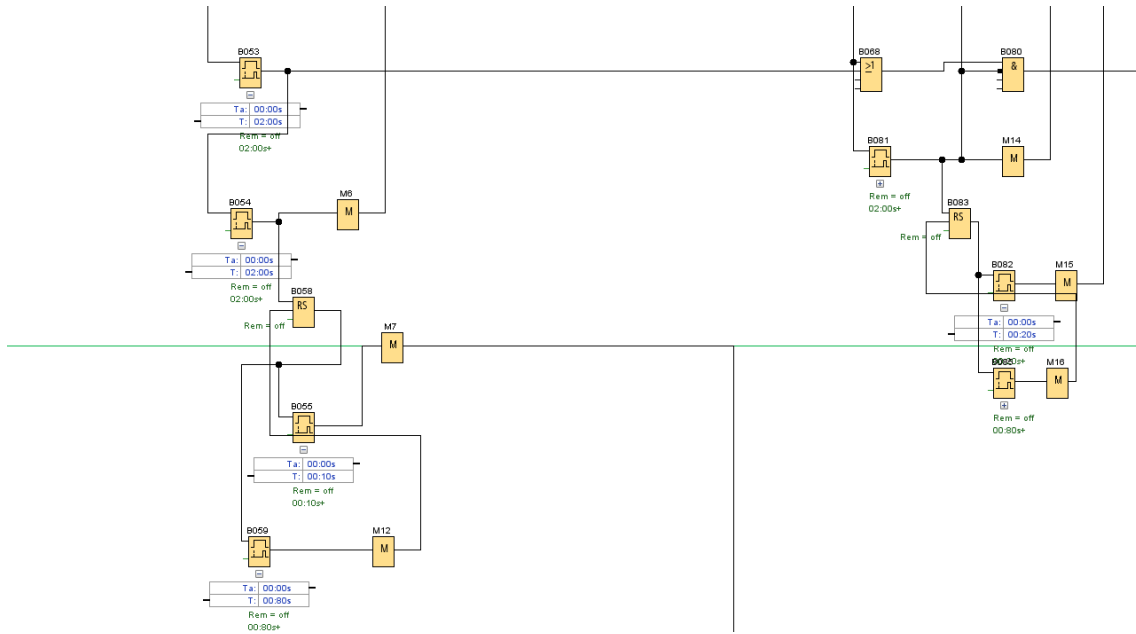 B053
Ta: 00:00s
T: 02:00s
Rem = off
02:00s+
B054
Ta: 00:00s
T: 02:00s
Rem = off
02:00s+
M6
M
B058
RS
Rem = off
M7
M
B055
Ta: 00:00s
T: 00:10s
Rem = off
00:10s+
B059
Ta: 00:00s
T: 00:80s
Rem = off
00:80s+
M12
M
B068
>1
B080
&
B081
Rem = off
02:00s+
M14
M
B083
RS
Rem = off
B082
Ta: 00:00s
T: 00:20s
Rem = off
M15
M
Rem = off
00:80s+
M16
M